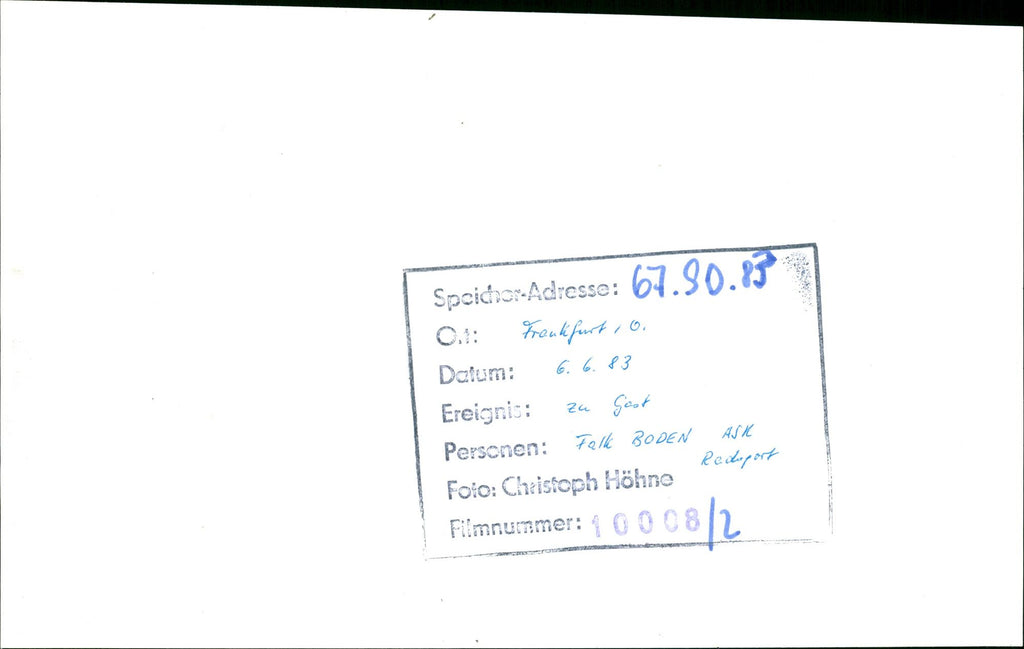 Speicher-Adresse: 67.90.83
Ort: Frankfurt, O.
Datum: 6. 6. 83
Ereignis: zu Gast
Personen: Falk BODEN ASK
Radsport
Foto: Christoph Höhne
Filmnummer: 10008/2